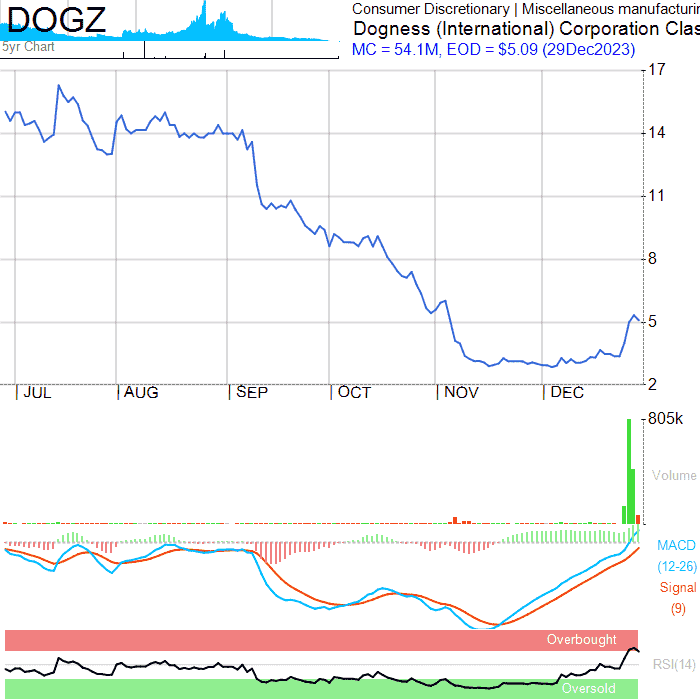 DOGZ
5yr Chart
Consumer Discretionary | Miscellaneous manufacturin
Dogness (International) Corporation Clas
MC = 54.1M, EOD = $5.09 (29Dec2023)
17
14
11
8
5
2
JUL AUG SEP OCT NOV DEC
805k
Volume
MACD
(12-26)
Signal
(9)
Overbought
RSI(14)
Oversold